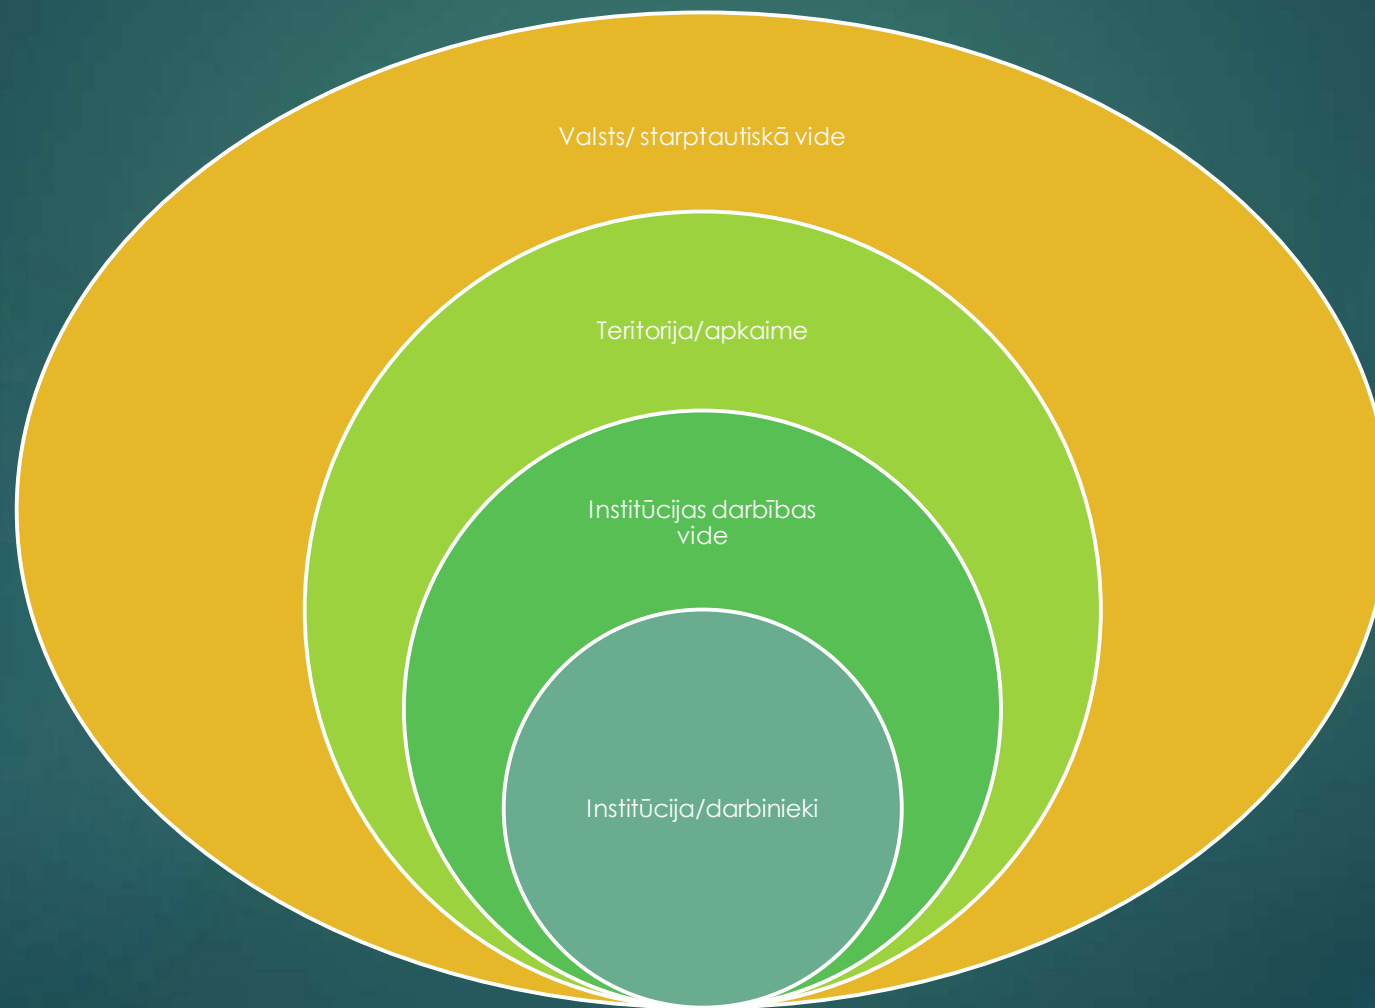 Valsts/ starptautiskā vide
Teritorija/apkaime
Institūcijas darbības
vide
Institūcija/darbinieki